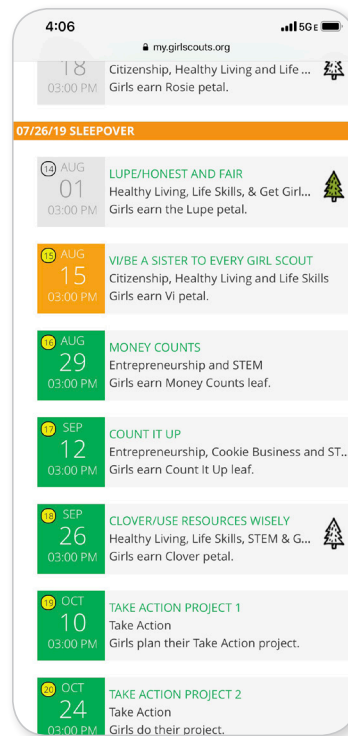 4:06
5G E
my.girlscouts.org
18
03:00 PM
Citizenship, Healthy Living and Life ...
Girls earn Rosie petal.
07/26/19 SLEEPOVER
14 AUG
01
03:00 PM
LUPE/HONEST AND FAIR
Healthy Living, Life Skills, & Get Girl...
Girls earn the Lupe petal.
15 AUG
15
03:00 PM
VI/BE A SISTER TO EVERY GIRL SCOUT
Citizenship, Healthy Living and Life Skills
Girls earn Vi petal.
16 AUG
29
03:00 PM
MONEY COUNTS
Entrepreneurship and STEM
Girls earn Money Counts leaf.
17 SEP
12
03:00 PM
COUNT IT UP
Entrepreneurship, Cookie Business and ST...
Girls earn Count It Up leaf.
18 SEP
26
03:00 PM
CLOVER/USE RESOURCES WISELY
Healthy Living, Life Skills, STEM & G...
Girls earn Clover petal.
19 OCT
10
03:00 PM
TAKE ACTION PROJECT 1
Take Action
Girls plan their Take Action project.
20 OCT
24
03:00 PM
TAKE ACTION PROJECT 2
Take Action
Girls do their project.